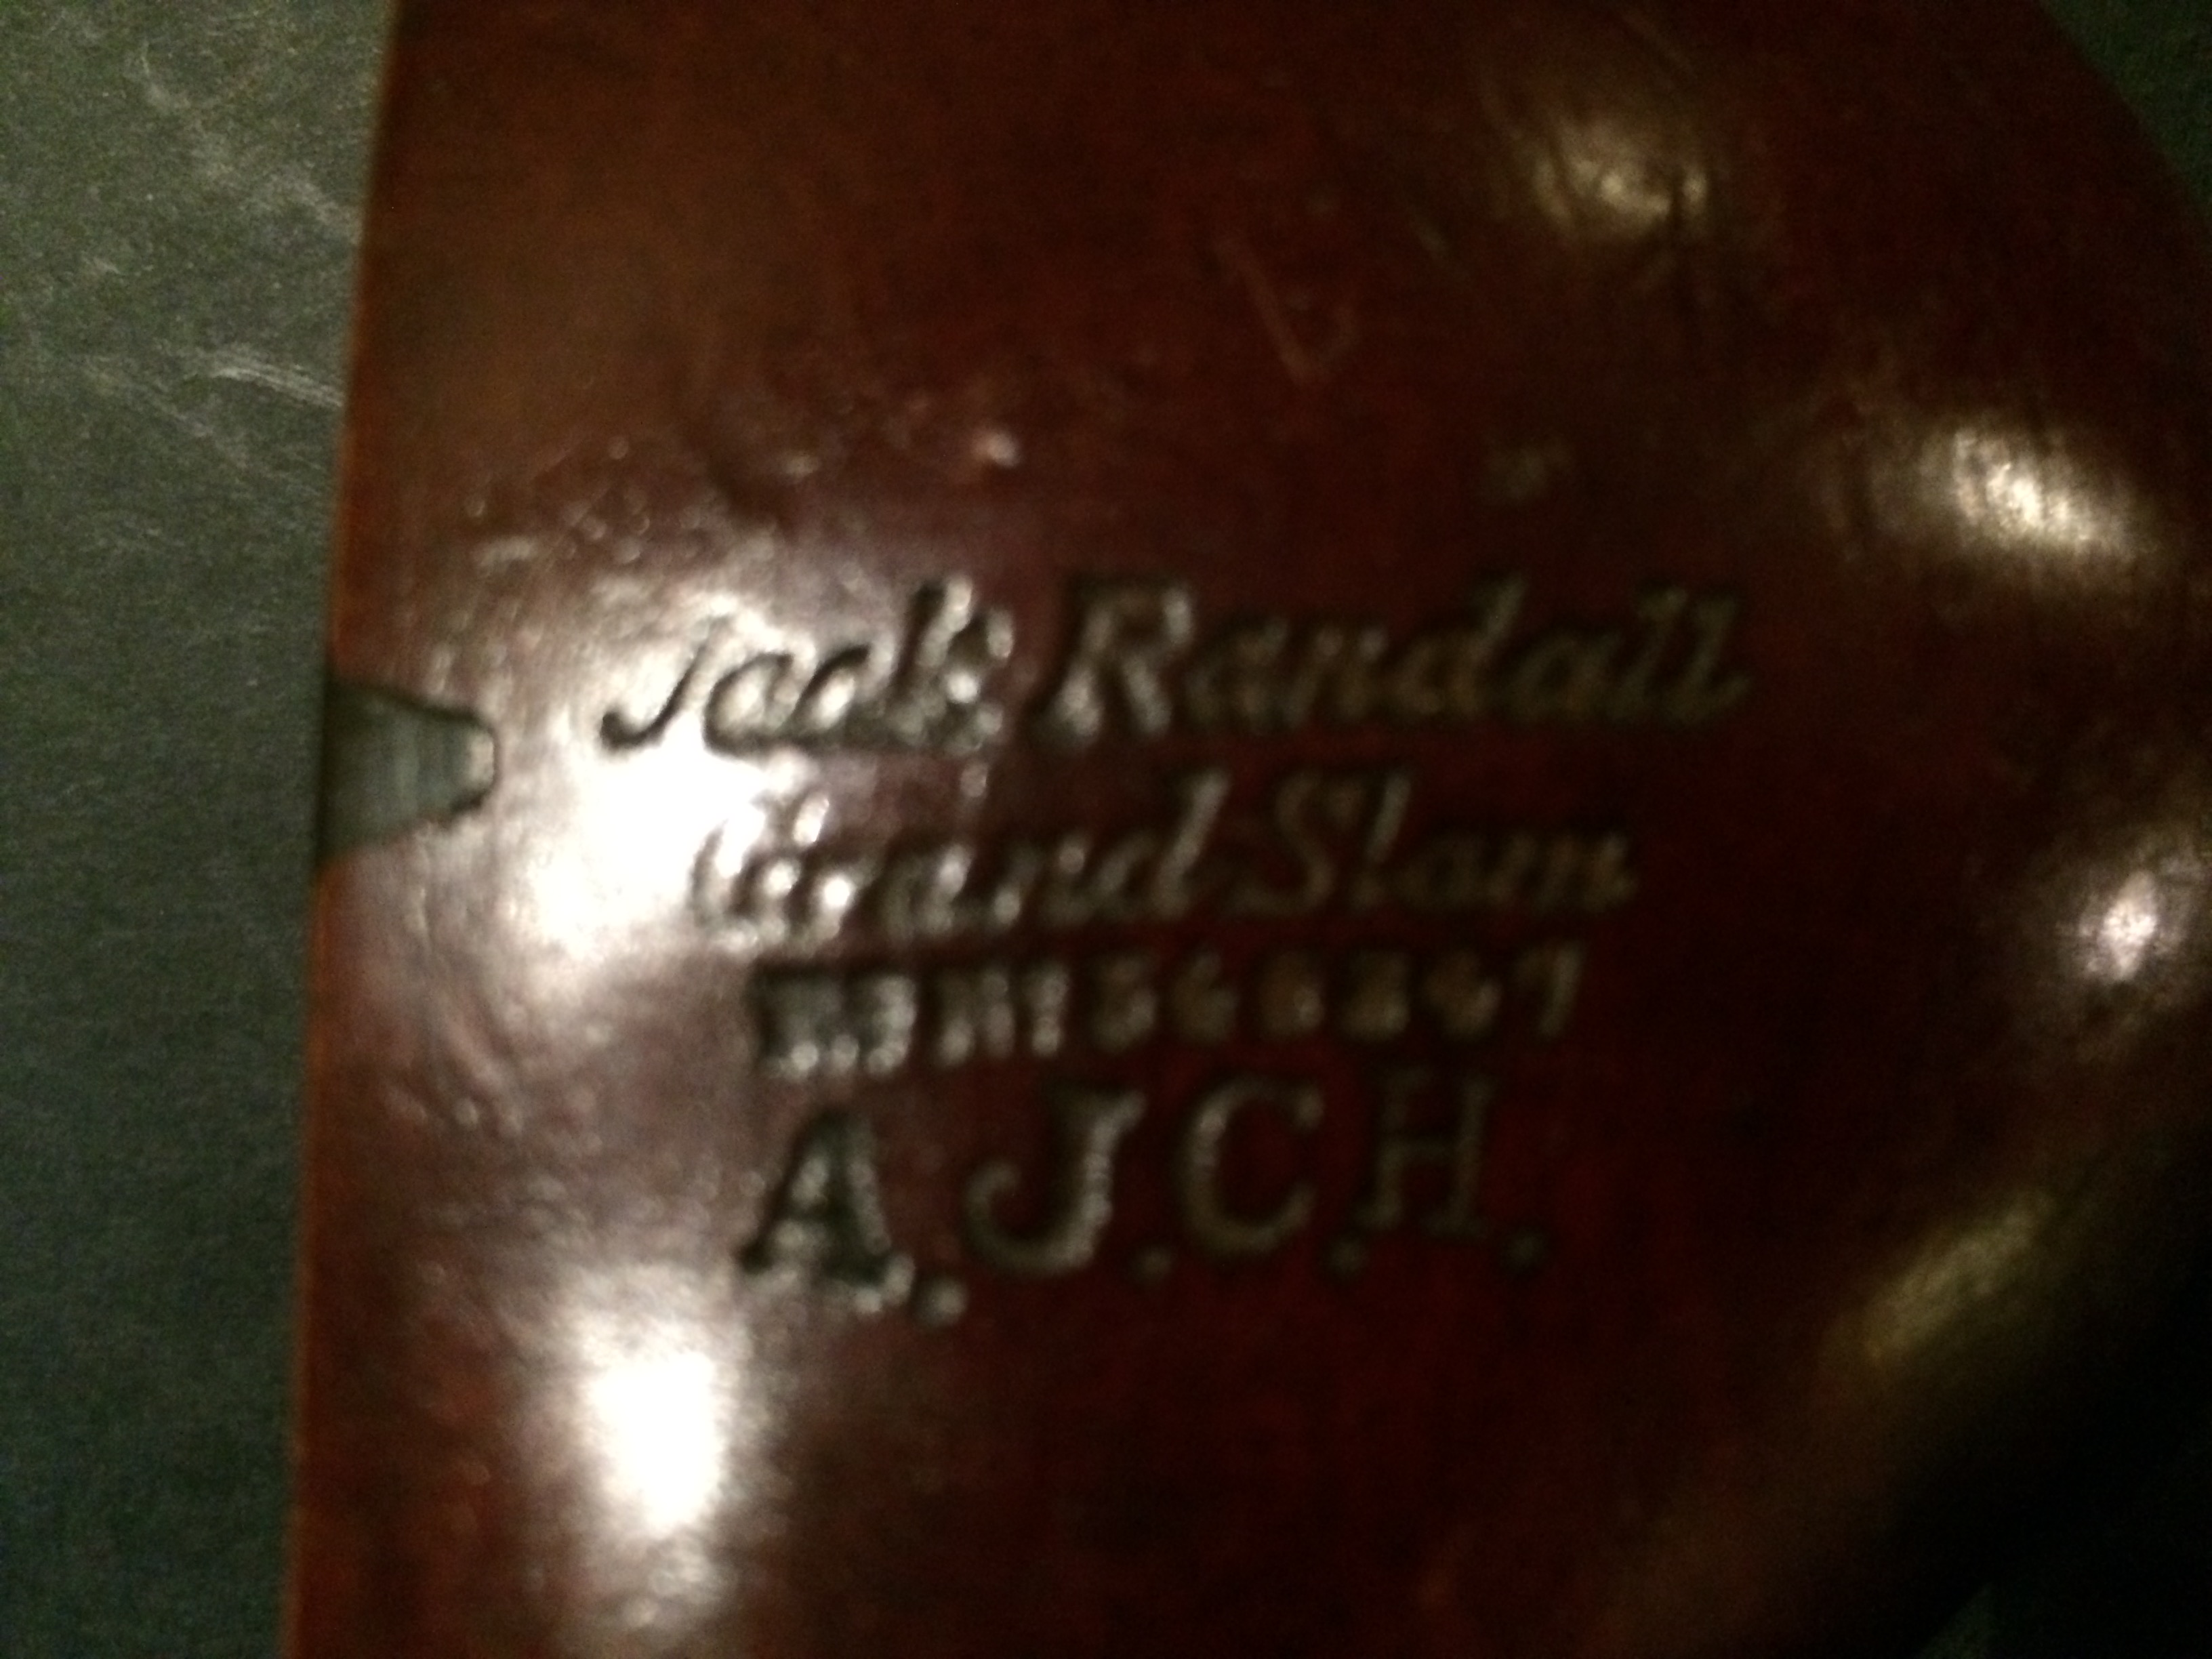 Jack Randall
Grand Slam
A.J.C.H.